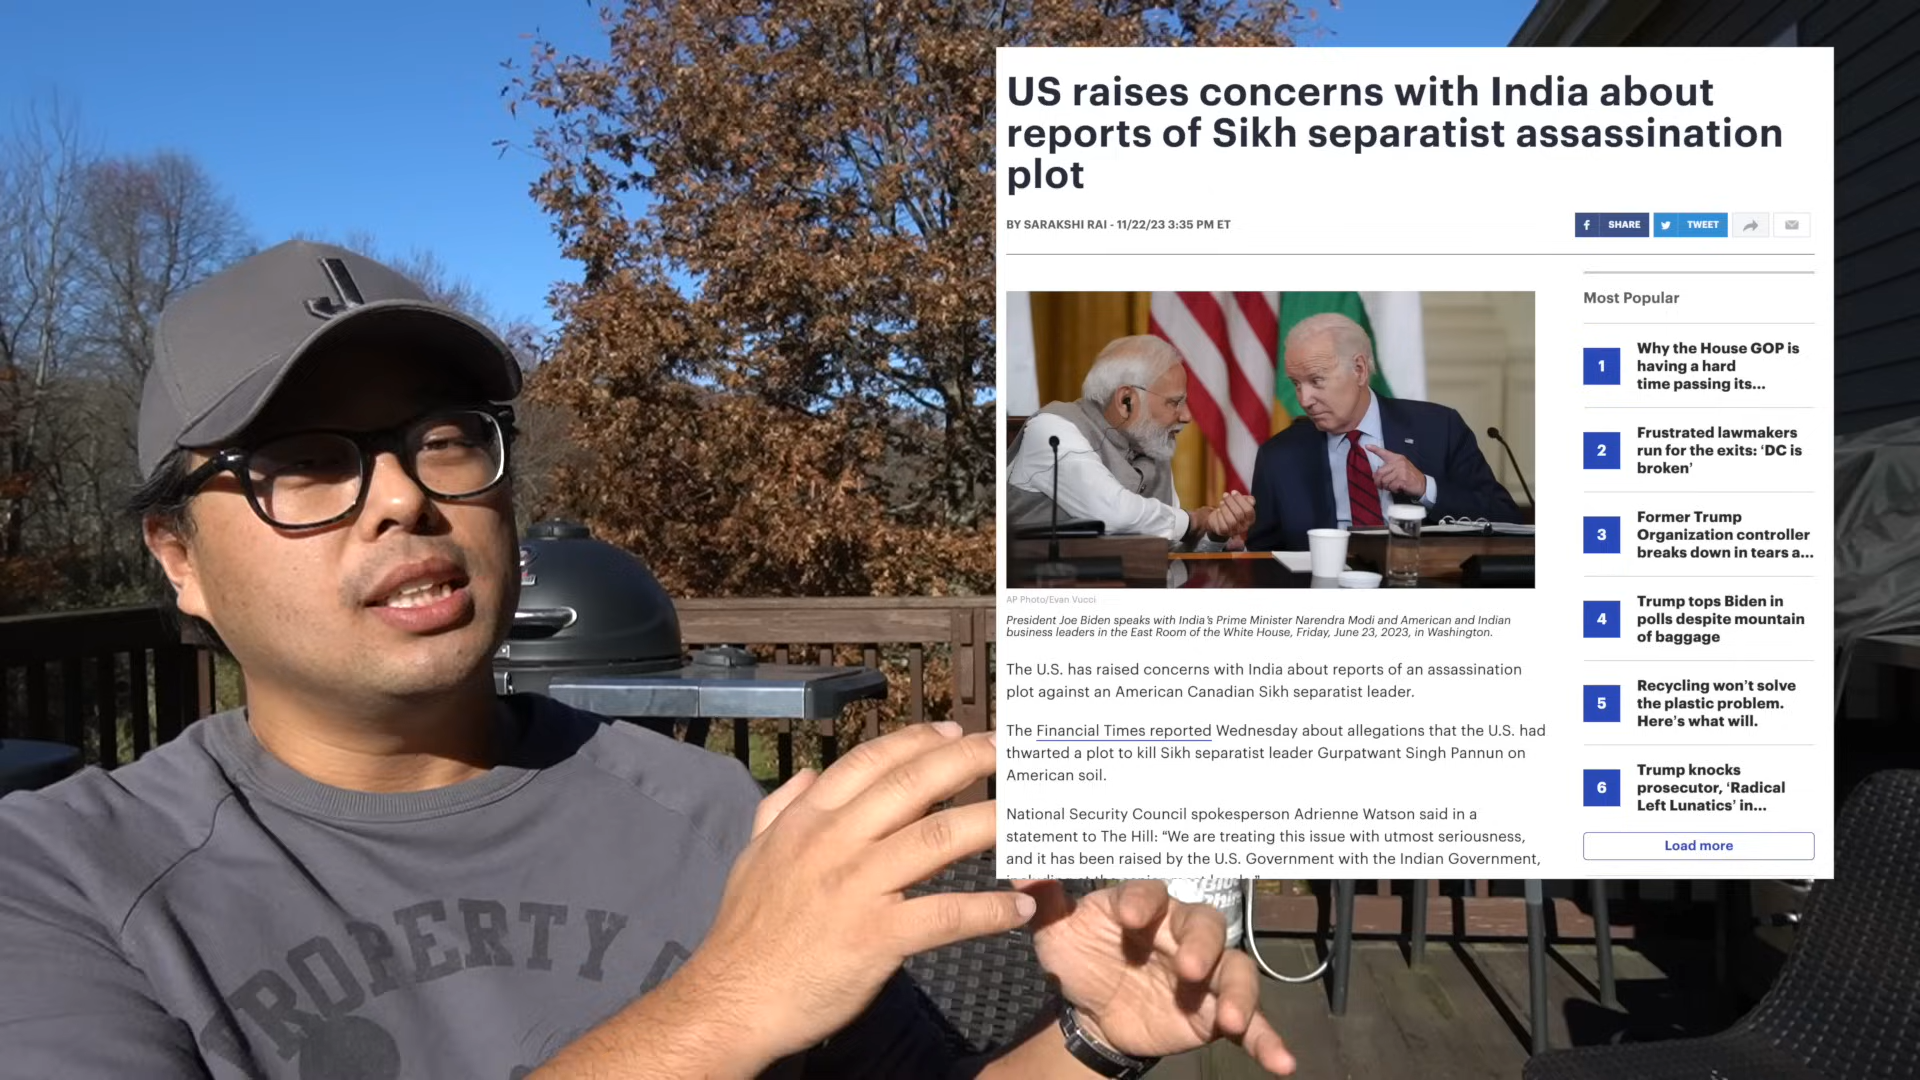 US raises concerns with India about
reports of Sikh separatist assassination
plot
BY SARAKSHI RAI - 11/22/23 3:35 PM ET
SHARE
TWEET
AP Photo/Evan Vucci
President Joe Biden speaks with India's Prime Minister Narendra Modi and American and Indian
business leaders in the East Room of the White House, Friday, June 23, 2023, in Washington.
The U.S. has raised concerns with India about reports of an assassination
plot against an American Canadian Sikh separatist leader.
The Financial Times reported Wednesday about allegations that the U.S. had
thwarted a plot to kill Sikh separatist leader Gurpatwant Singh Pannun on
American soil.
National Security Council spokesperson Adrienne Watson said in a
statement to The Hill: “We are treating this issue with utmost seriousness,
and it has been raised by the U.S. Government with the Indian Government,
Most Popular
1
Why the House GOP is
having a hard
time passing its...
2
Frustrated lawmakers
run for the exits: ‘DC is
broken’
3
Former Trump
Organization controller
breaks down in tears a...
4
Trump tops Biden in
polls despite mountain
of baggage
5
Recycling won’t solve
the plastic problem.
Here’s what will.
6
Trump knocks
prosecutor, ‘Radical
Left Lunatics’ in...
Load more
J
PROPERTY